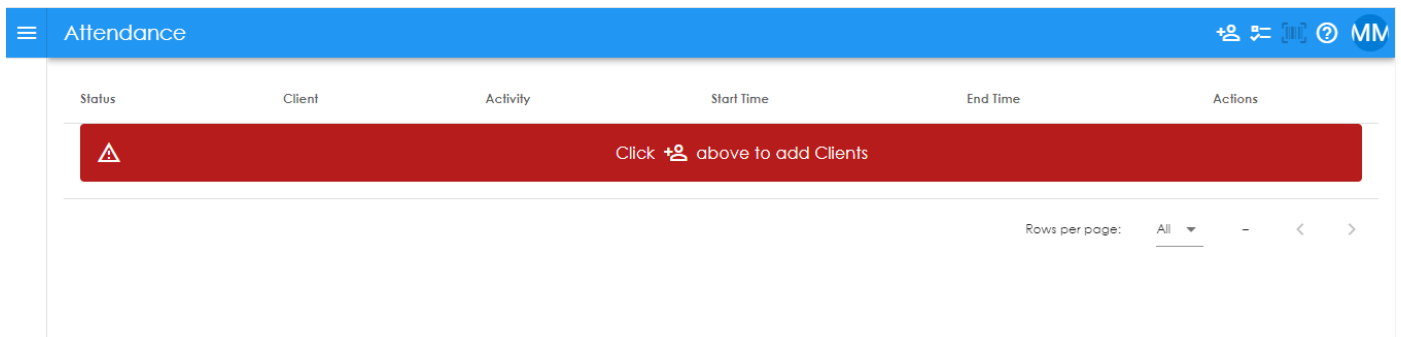 Attendance MM
Status Client Activity Start Time End Time Actions
Click above to add Clients
Rows per page: All –